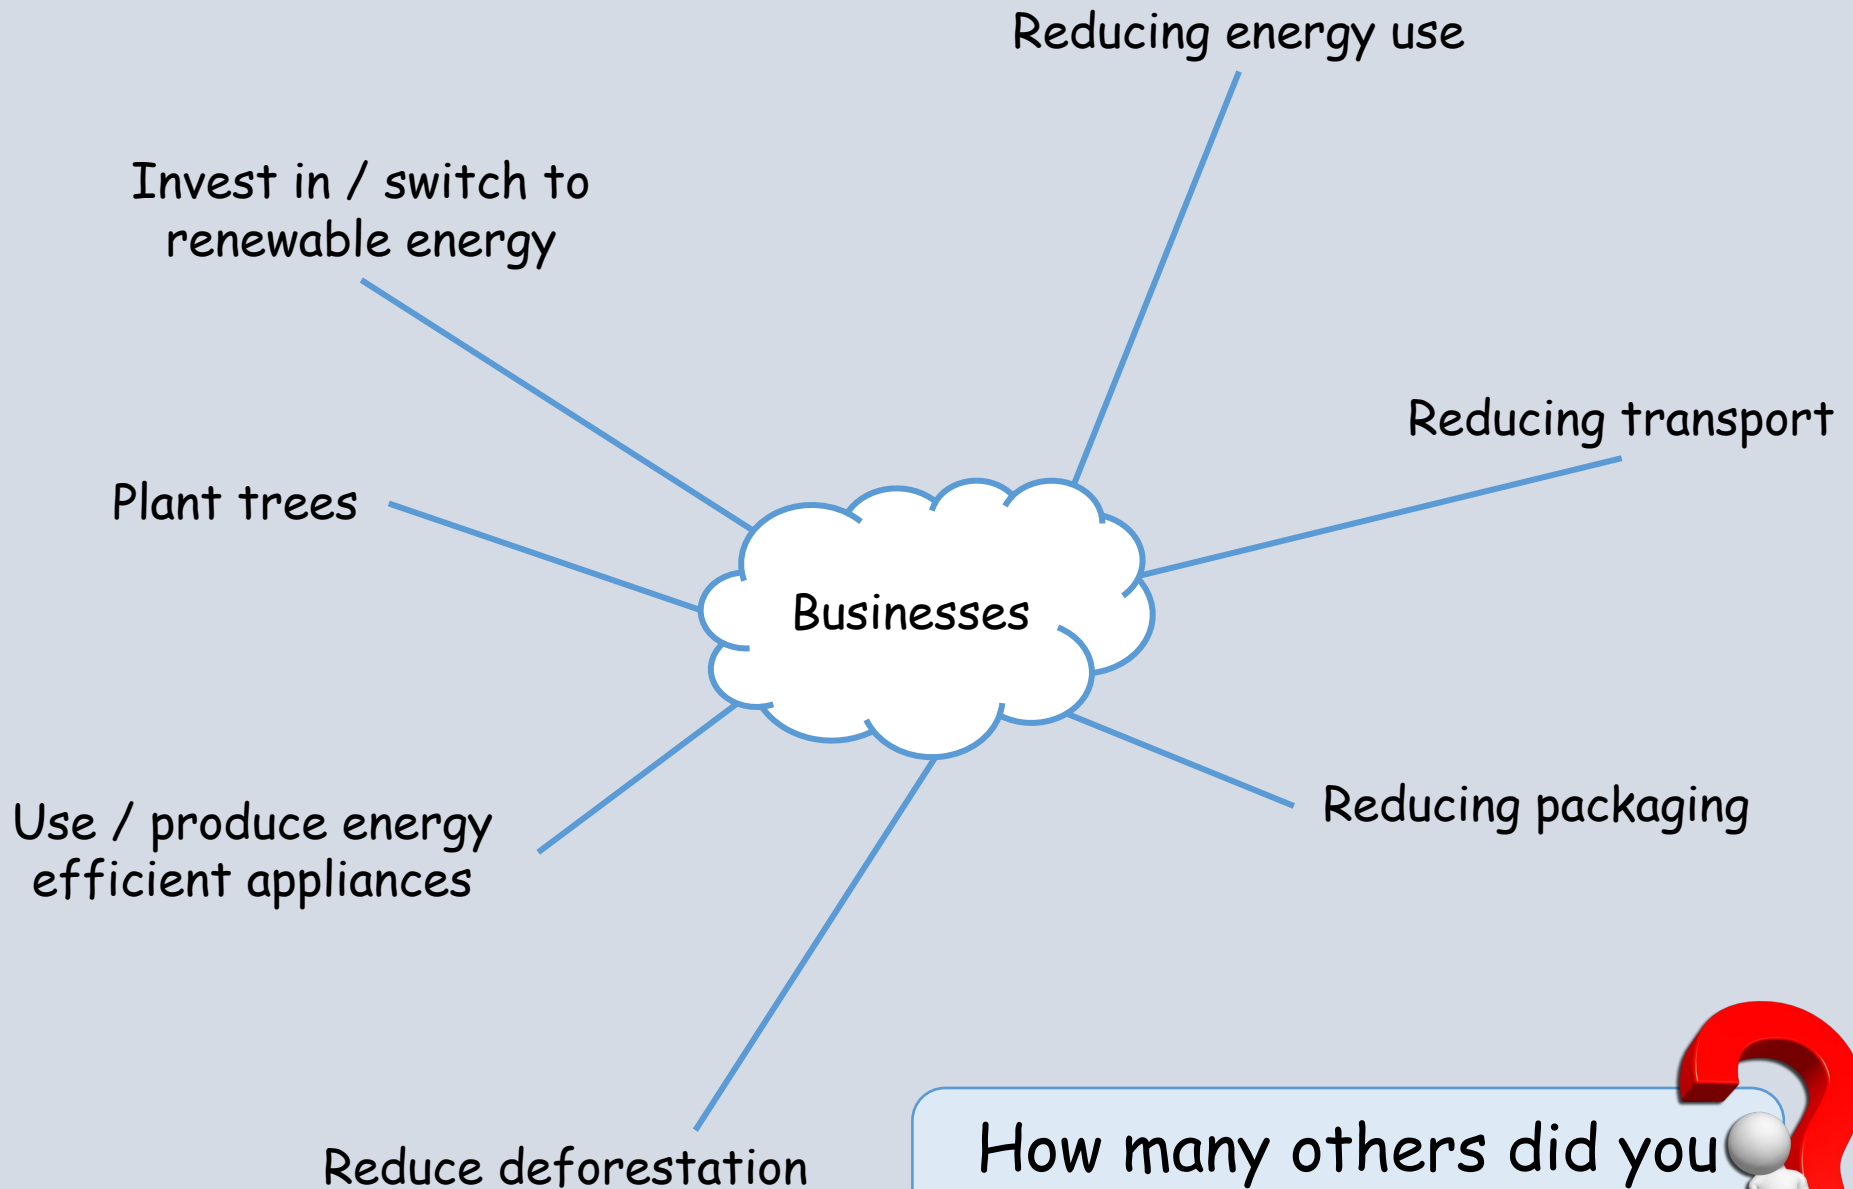 Reducing energy use
Invest in / switch to
renewable energy
Reducing transport
Plant trees
Businesses
Reducing packaging
Use / produce energy
efficient appliances
Reduce deforestation
How many others did you